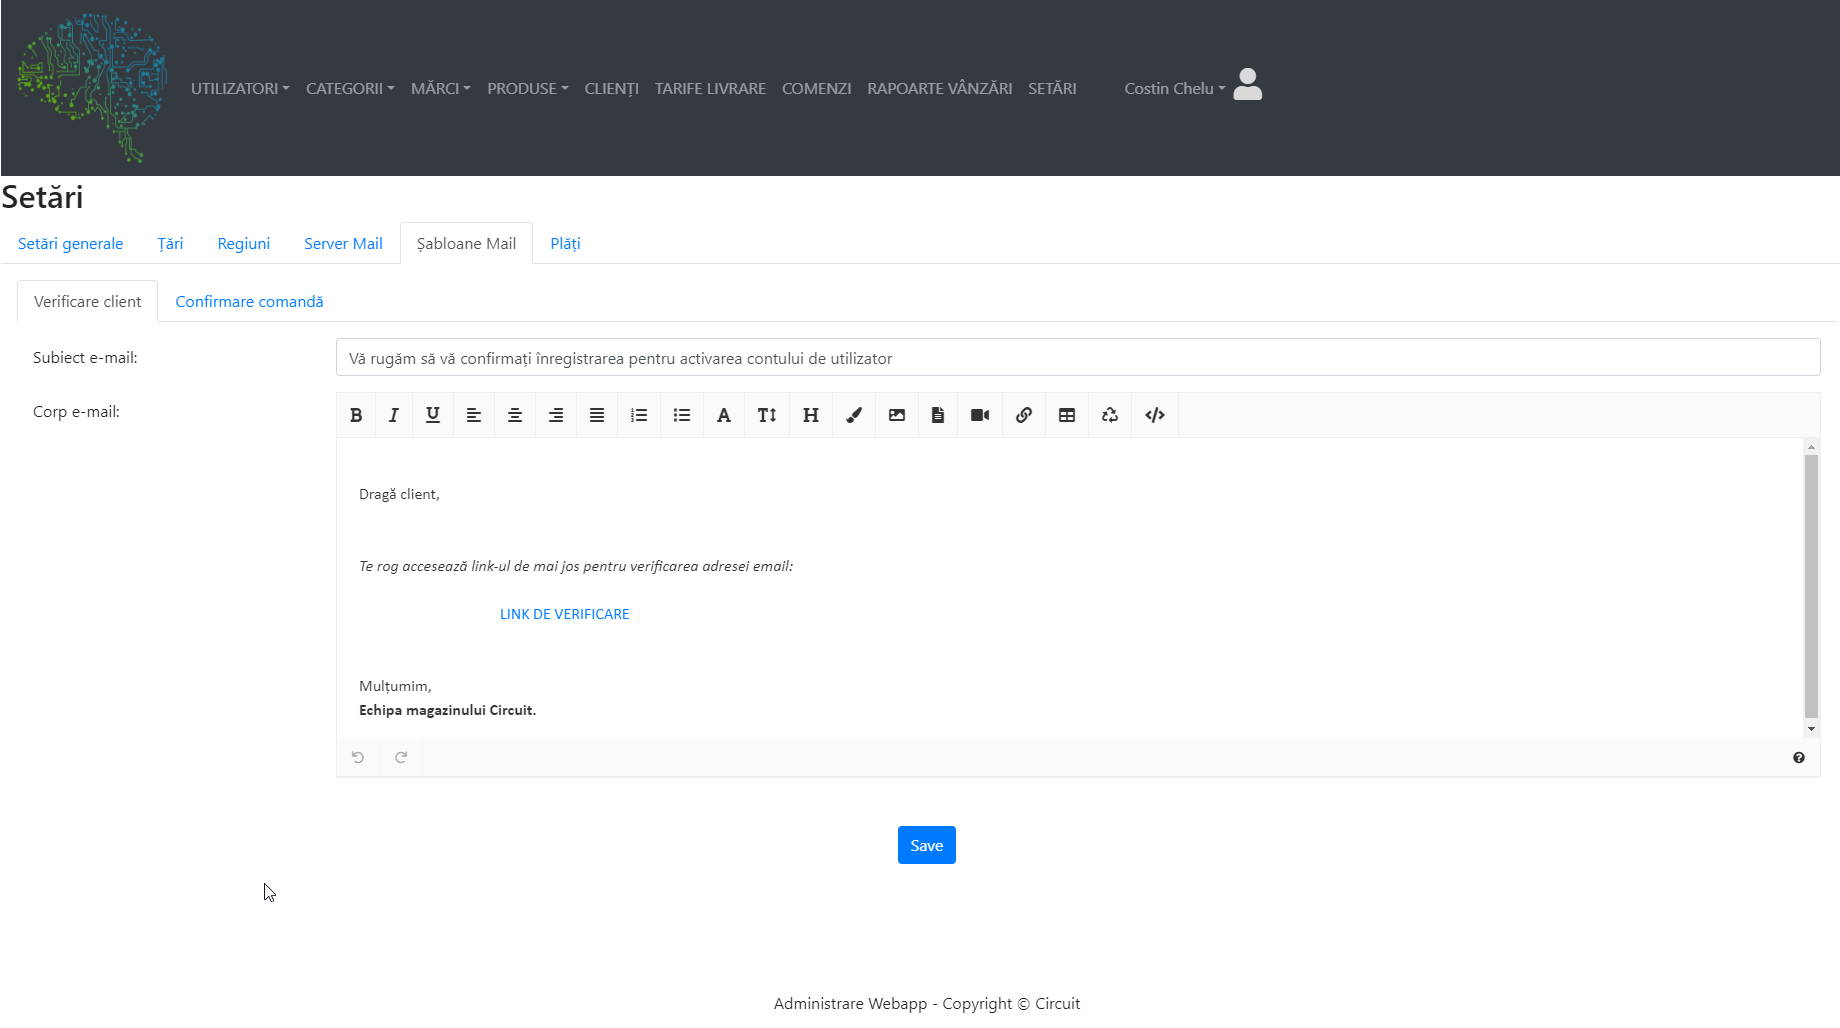 UTILIZATORI CATEGORII MĂRCI PRODUSE CLIENȚI TARIFE LIVRARE COMENZI RAPOARTE VÂNZĂRI SETĂRI Costin Chelu
Setări
Setări generale Țări Regiuni Server Mail Șabloane Mail Plăți
Verificare client Confirmare comandă
Subiect e-mail: Vă rugăm să vă confirmați înregistrarea pentru activarea contului de utilizator
Corp e-mail:
Dragă client,
Te rog accesează link-ul de mai jos pentru verificarea adresei email:
LINK DE VERIFICARE
Mulțumim,
Echipa magazinului Circuit.
Save
Administrare Webapp - Copyright © Circuit